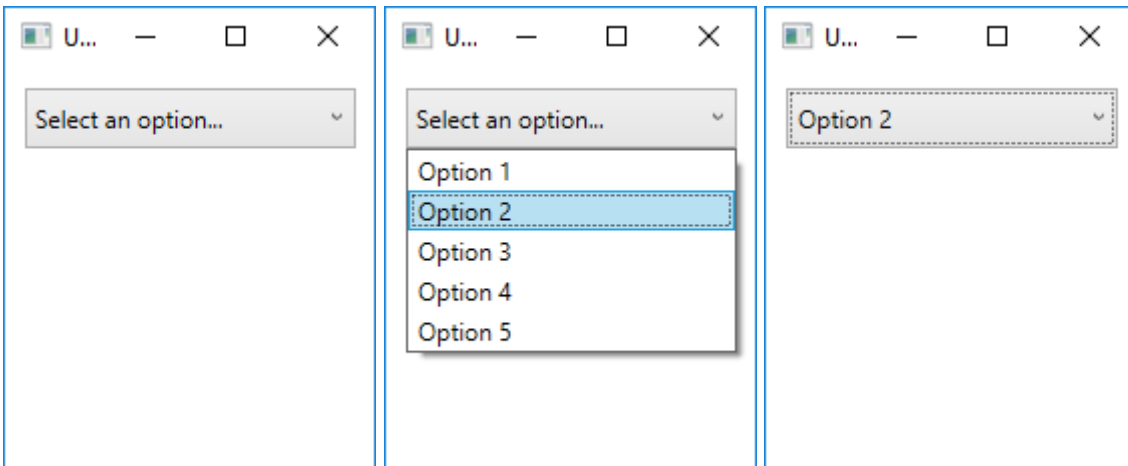 U...
Select an option...
U...
Select an option...
Option 1
Option 2
Option 3
Option 4
Option 5
U...
Option 2